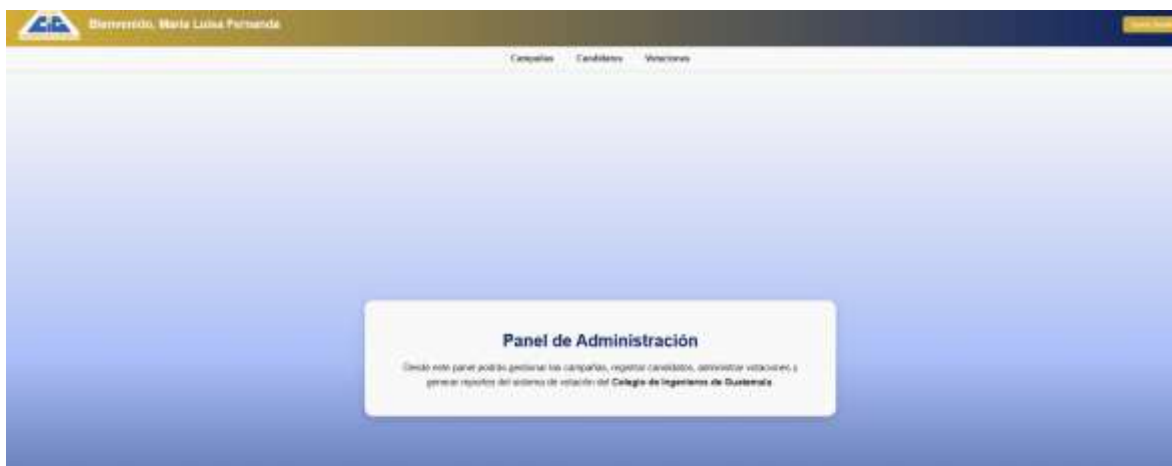 CIG
Bienvenido, Maria Luisa Fernanda
Campañas Candidatos Votaciones
Panel de Administración
Desde este panel podrás gestionar las campañas, registrar candidatos, administrar votaciones y
generar reportes del sistema de votación del Colegio de Ingenieros de Guatemala